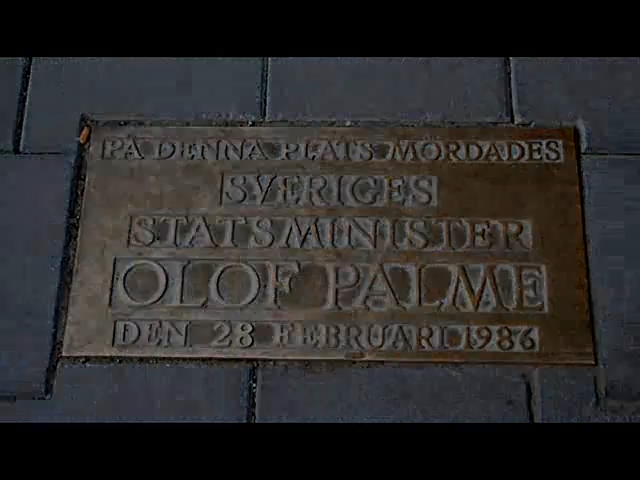 PÅ DENNA PLATS MÖRDADES
SVERIGES
STATSMINISTER
OLOF PALME
DEN 28 FEBRUARI 1986